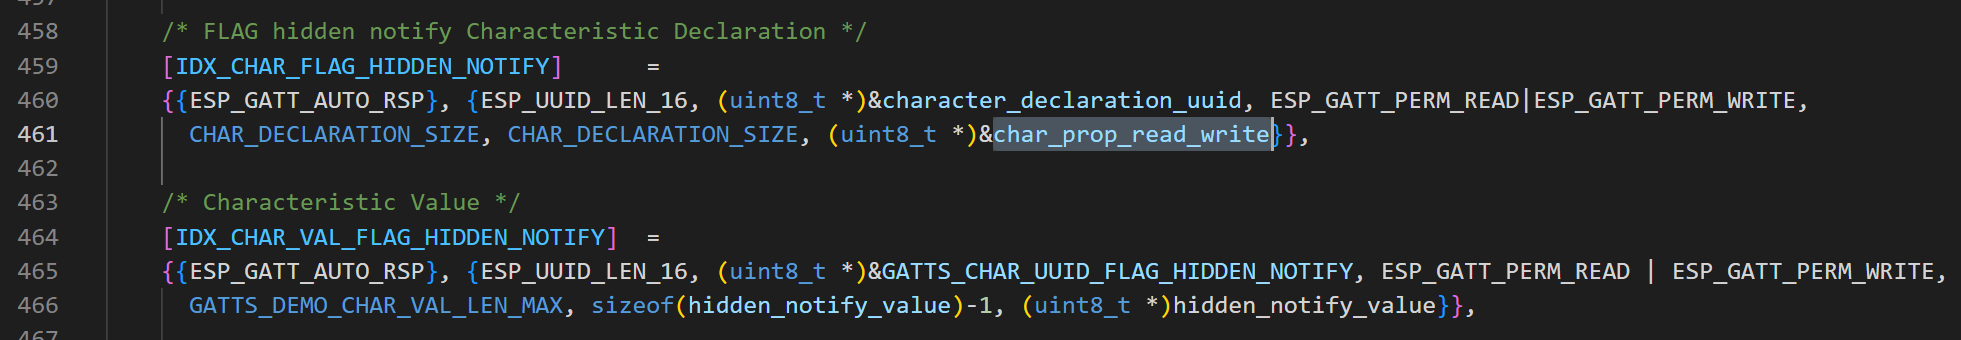 457
458 /* FLAG hidden notify Characteristic Declaration */
459 [IDX_CHAR_FLAG_HIDDEN_NOTIFY] =
460 {{ESP_GATT_AUTO_RSP}, {ESP_UUID_LEN_16, (uint8_t *)&character_declaration_uuid, ESP_GATT_PERM_READ|ESP_GATT_PERM_WRITE,
461 CHAR_DECLARATION_SIZE, CHAR_DECLARATION_SIZE, (uint8_t *)&char_prop_read_write}},
462
463 /* Characteristic Value */
464 [IDX_CHAR_VAL_FLAG_HIDDEN_NOTIFY] =
465 {{ESP_GATT_AUTO_RSP}, {ESP_UUID_LEN_16, (uint8_t *)&GATTS_CHAR_UUID_FLAG_HIDDEN_NOTIFY, ESP_GATT_PERM_READ | ESP_GATT_PERM_WRITE,
466 GATTS_DEMO_CHAR_VAL_LEN_MAX, sizeof(hidden_notify_value)-1, (uint8_t *)hidden_notify_value}},
467